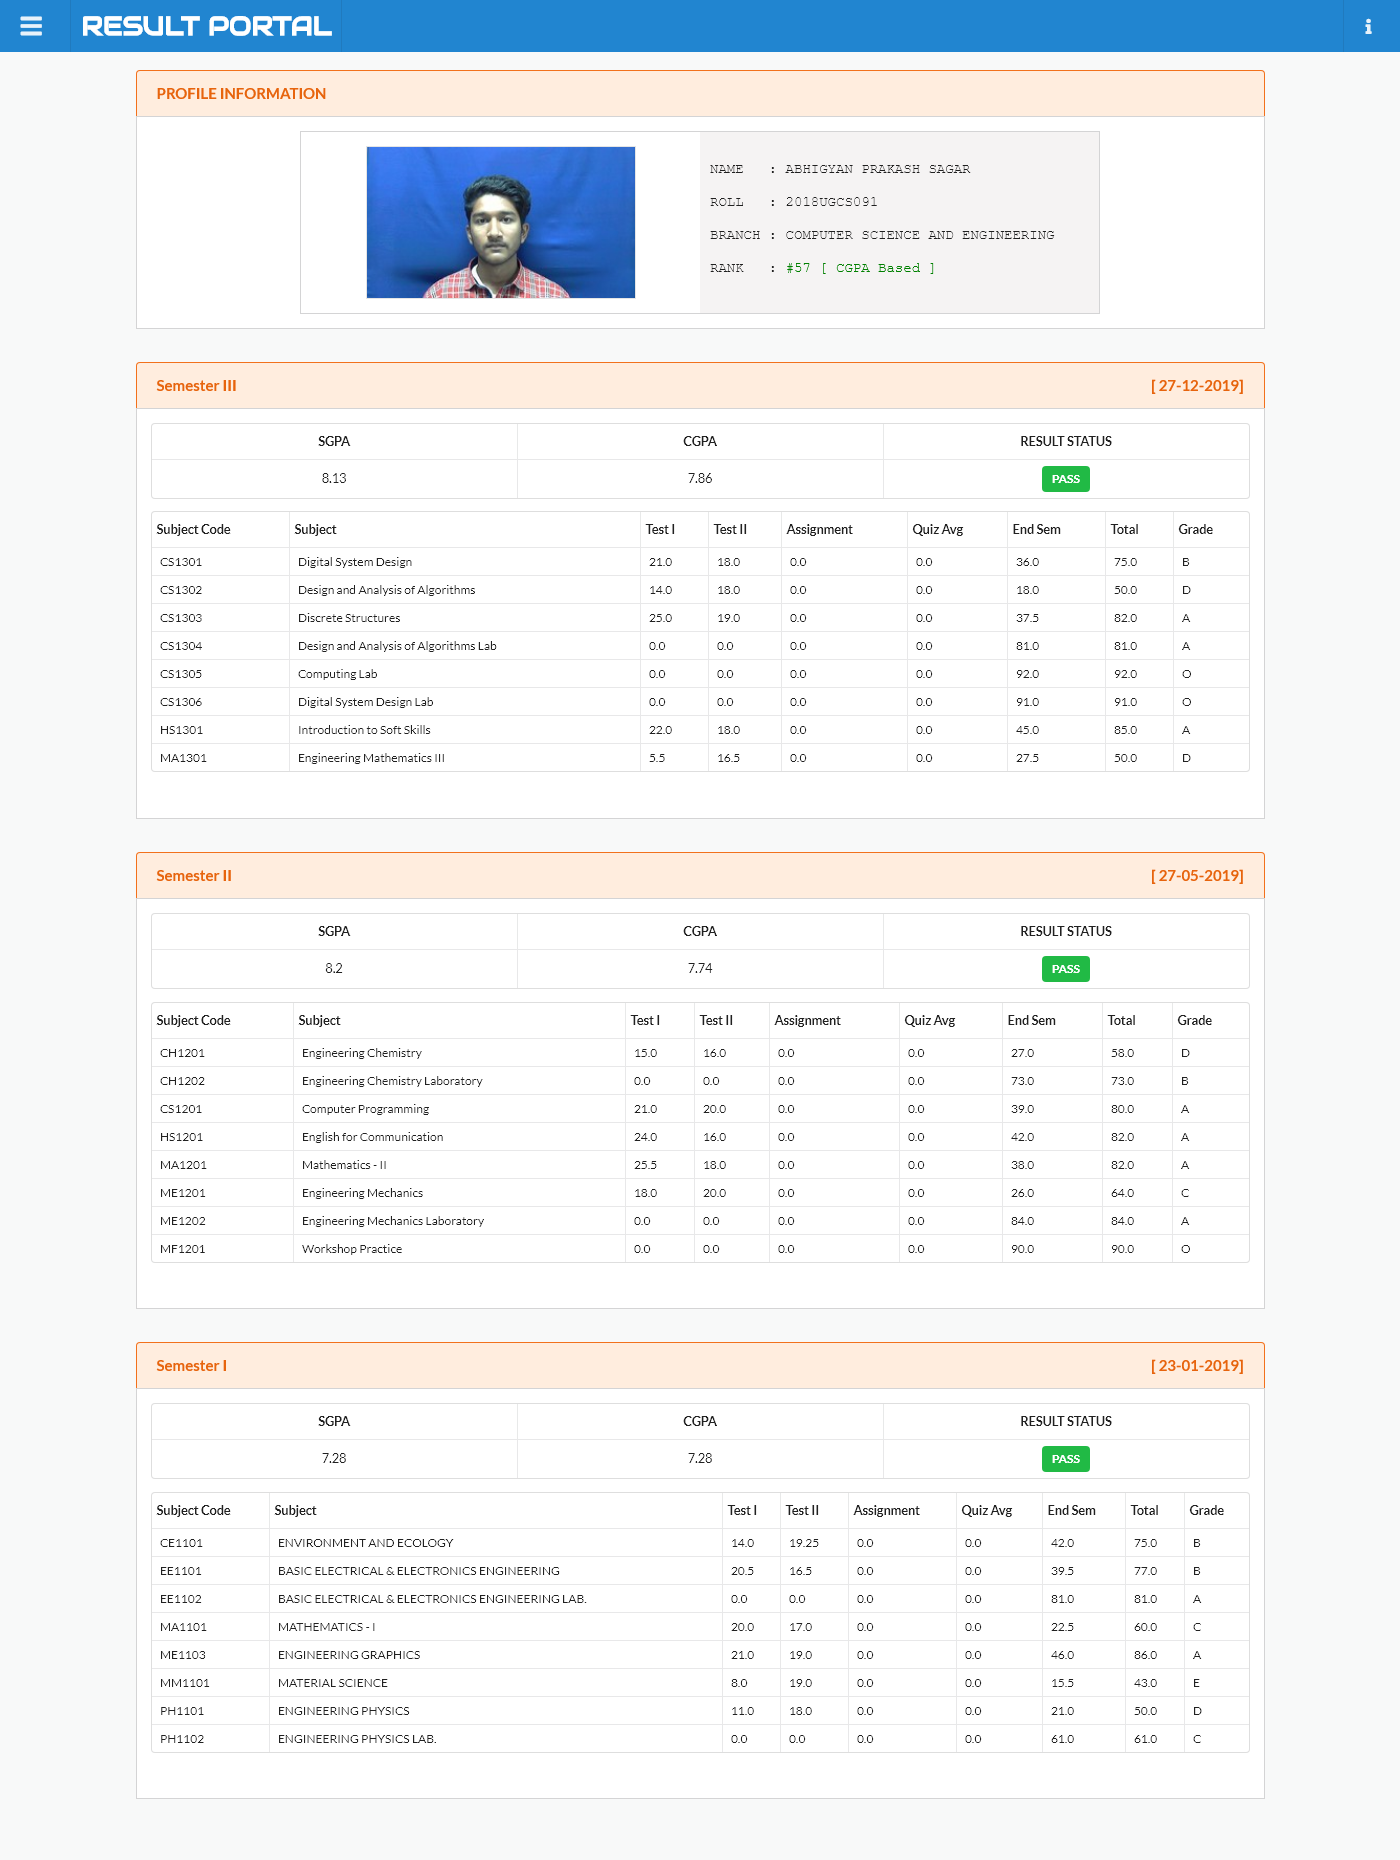 RESULT PORTAL
PROFILE INFORMATION
NAME : ABHIGYAN PRAKASH SAGAR
ROLL : 2018UGCS091
BRANCH : COMPUTER SCIENCE AND ENGINEERING
RANK : #57 [ CGPA Based ]
Semester III [ 27-12-2019]
SGPA CGPA RESULT STATUS
8.13 7.86 PASS
Subject Code Subject Test I Test II Assignment Quiz Avg End Sem Total Grade
CS1301 Digital System Design 21.0 18.0 0.0 0.0 36.0 75.0 B
CS1302 Design and Analysis of Algorithms 14.0 18.0 0.0 0.0 18.0 50.0 D
CS1303 Discrete Structures 25.0 19.0 0.0 0.0 37.5 82.0 A
CS1304 Design and Analysis of Algorithms Lab 0.0 0.0 0.0 0.0 81.0 81.0 A
CS1305 Computing Lab 0.0 0.0 0.0 0.0 92.0 92.0 O
CS1306 Digital System Design Lab 0.0 0.0 0.0 0.0 91.0 91.0 O
HS1301 Introduction to Soft Skills 22.0 18.0 0.0 0.0 45.0 85.0 A
MA1301 Engineering Mathematics III 5.5 16.5 0.0 0.0 27.5 50.0 D
Semester II [ 27-05-2019]
SGPA CGPA RESULT STATUS
8.2 7.74 PASS
Subject Code Subject Test I Test II Assignment Quiz Avg End Sem Total Grade
CH1201 Engineering Chemistry 15.0 16.0 0.0 0.0 27.0 58.0 D
CH1202 Engineering Chemistry Laboratory 0.0 0.0 0.0 0.0 73.0 73.0 B
CS1201 Computer Programming 21.0 20.0 0.0 0.0 39.0 80.0 A
HS1201 English for Communication 24.0 16.0 0.0 0.0 42.0 82.0 A
MA1201 Mathematics - II 25.5 18.0 0.0 0.0 38.0 82.0 A
ME1201 Engineering Mechanics 18.0 20.0 0.0 0.0 26.0 64.0 C
ME1202 Engineering Mechanics Laboratory 0.0 0.0 0.0 0.0 84.0 84.0 A
MF1201 Workshop Practice 0.0 0.0 0.0 0.0 90.0 90.0 O
Semester I [ 23-01-2019]
SGPA CGPA RESULT STATUS
7.28 7.28 PASS
Subject Code Subject Test I Test II Assignment Quiz Avg End Sem Total Grade
CE1101 ENVIRONMENT AND ECOLOGY 14.0 19.25 0.0 0.0 42.0 75.0 B
EE1101 BASIC ELECTRICAL & ELECTRONICS ENGINEERING 20.5 16.5 0.0 0.0 39.5 77.0 B
EE1102 BASIC ELECTRICAL & ELECTRONICS ENGINEERING LAB. 0.0 0.0 0.0 0.0 81.0 81.0 A
MA1101 MATHEMATICS - I 20.0 17.0 0.0 0.0 22.5 60.0 C
ME1103 ENGINEERING GRAPHICS 21.0 19.0 0.0 0.0 46.0 86.0 A
MM1101 MATERIAL SCIENCE 8.0 19.0 0.0 0.0 15.5 43.0 E
PH1101 ENGINEERING PHYSICS 11.0 18.0 0.0 0.0 21.0 50.0 D
PH1102 ENGINEERING PHYSICS LAB. 0.0 0.0 0.0 0.0 61.0 61.0 C